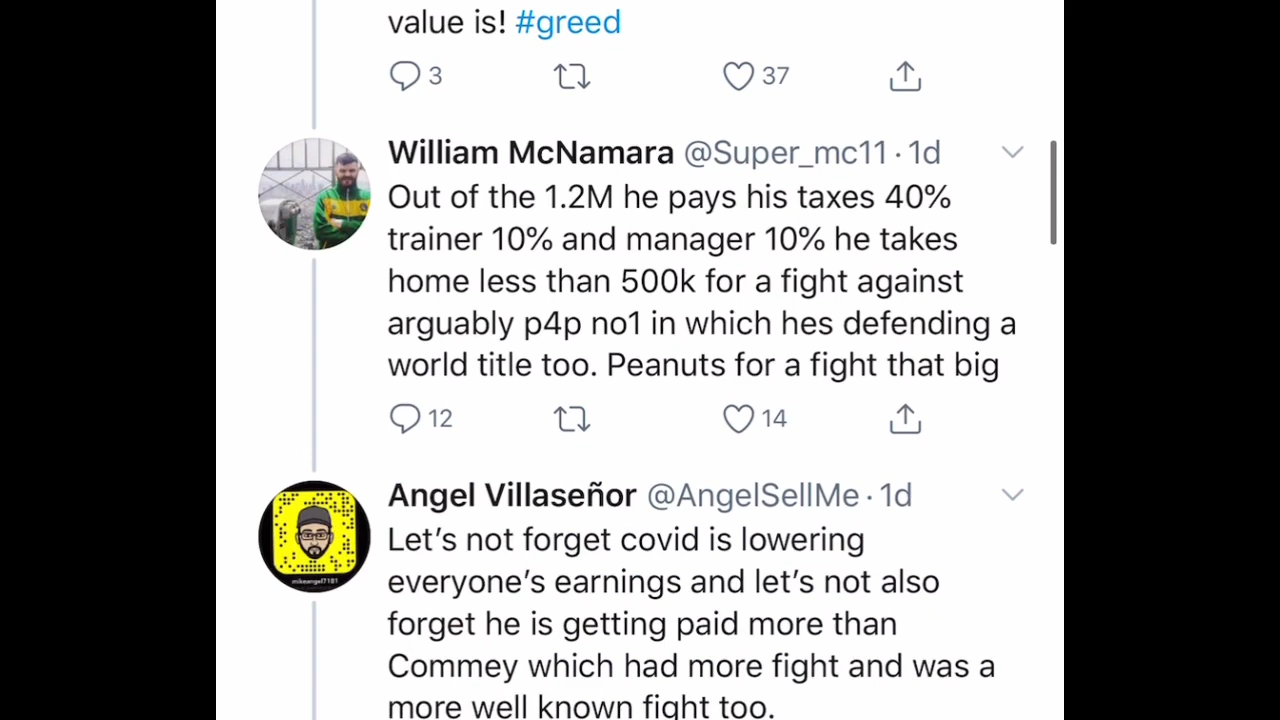 value is! #greed
3 37
William McNamara @Super_mc11 · 1d
Out of the 1.2M he pays his taxes 40%
trainer 10% and manager 10% he takes
home less than 500k for a fight against
arguably p4p no1 in which hes defending a
world title too. Peanuts for a fight that big
12 14
Angel Villaseñor @AngelSellMe · 1d
Let’s not forget covid is lowering
everyone’s earnings and let’s not also
forget he is getting paid more than
Commey which had more fight and was a
more well known fight too.
mikeangel7181